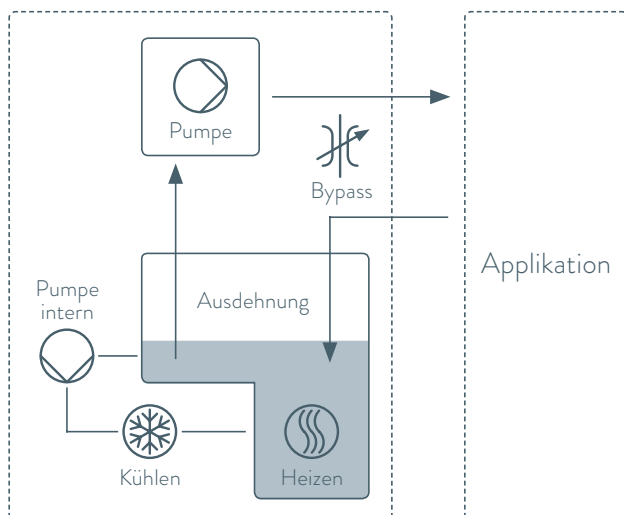 Pumpe
Bypass
Applikation
Ausdehnung
Pumpe
intern
Kühlen
Heizen